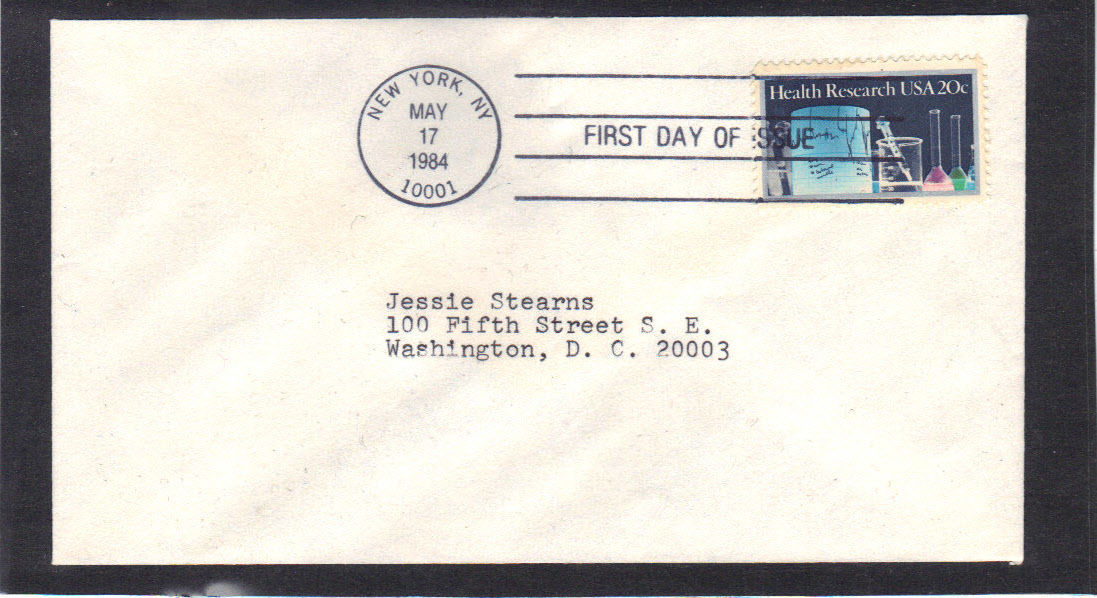 NEW YORK, NY
MAY
17
1984
10001
FIRST DAY OF ISSUE
Health Research USA 20c
Jessie Stearns
100 Fifth Street S. E.
Washington, D. C. 20003